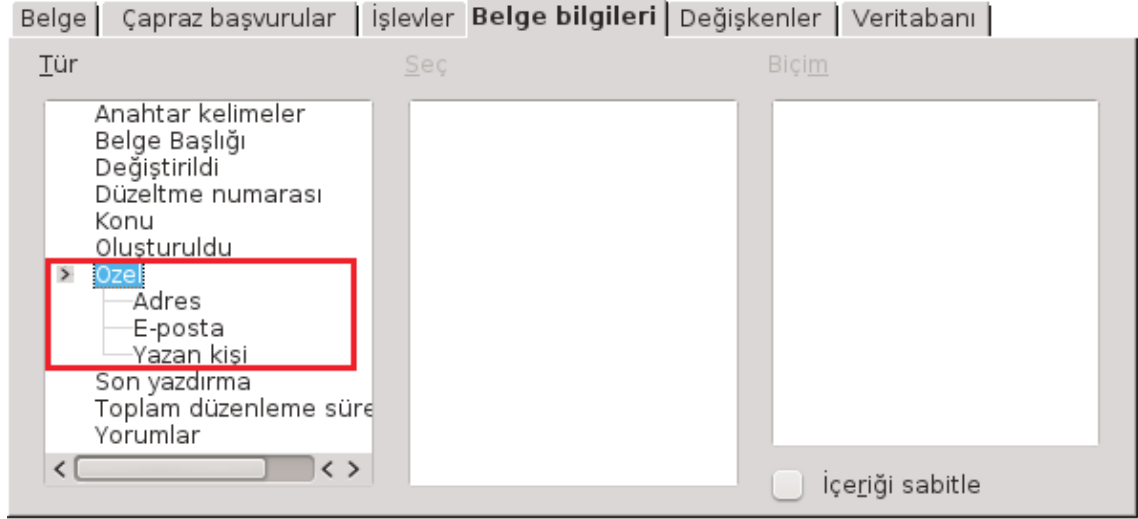 Belge Çapraz başvurular İşlevler Belge bilgileri Değişkenler Veritabanı
Tür Seç Biçim
Anahtar kelimeler
Belge Başlığı
Değiştirildi
Düzeltme numarası
Konu
Oluşturuldu
Özel
Adres
E-posta
Yazan kişi
Son yazdırma
Toplam düzenleme süre
Yorumlar
İçeriği sabitle